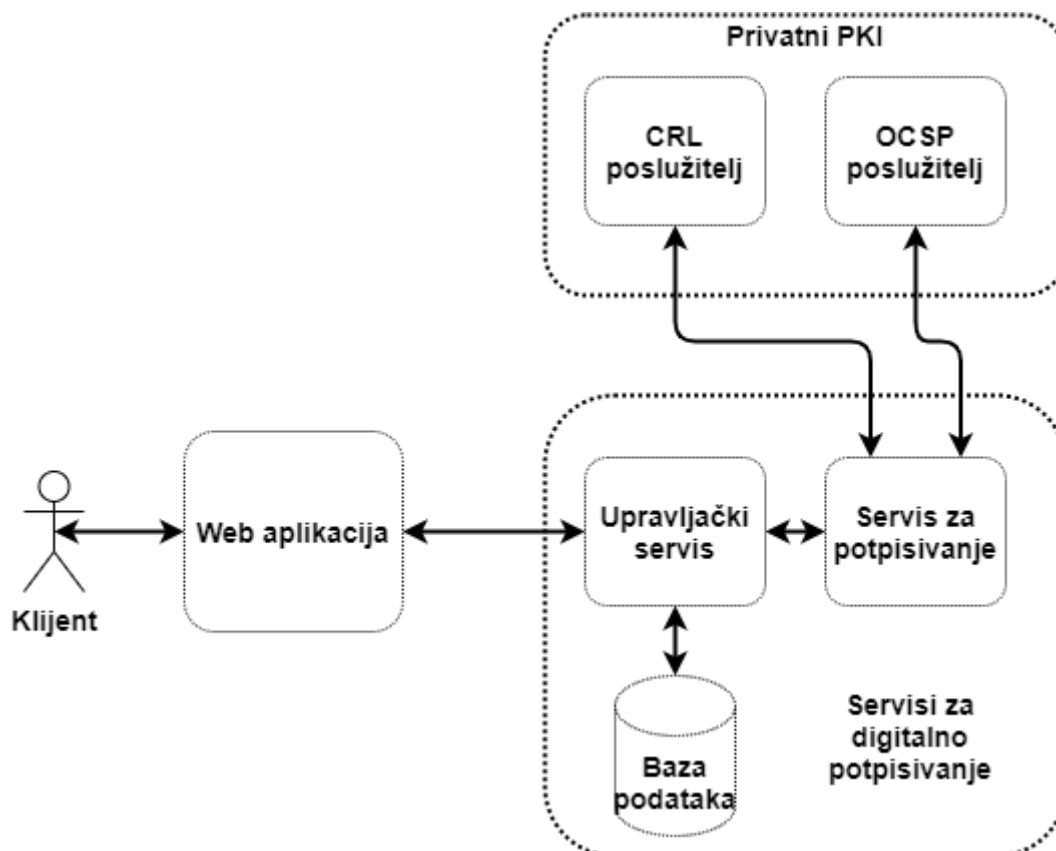 Privatni PKI
CRL
poslužitelj
OCSP
poslužitelj
Klijent
Web aplikacija
Upravljački
servis
Servis za
potpisivanje
Baza
podataka
Servisi za
digitalno
potpisivanje